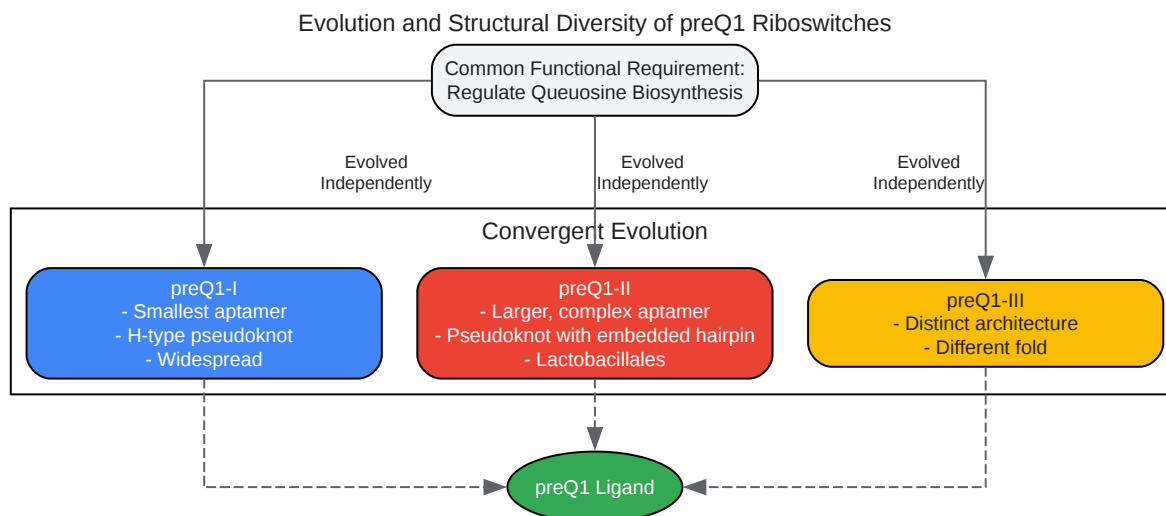 Evolution and Structural Diversity of preQ1 Riboswitches
Common Functional Requirement:
Regulate Queuosine Biosynthesis
Evolved
Independently
Evolved
Independently
Evolved
Independently
Convergent Evolution
preQ1-I
- Smallest aptamer
- H-type pseudoknot
- Widespread
preQ1-II
- Larger, complex aptamer
- Pseudoknot with embedded hairpin
- Lactobacillales
preQ1-III
- Distinct architecture
- Different fold
preQ1 Ligand